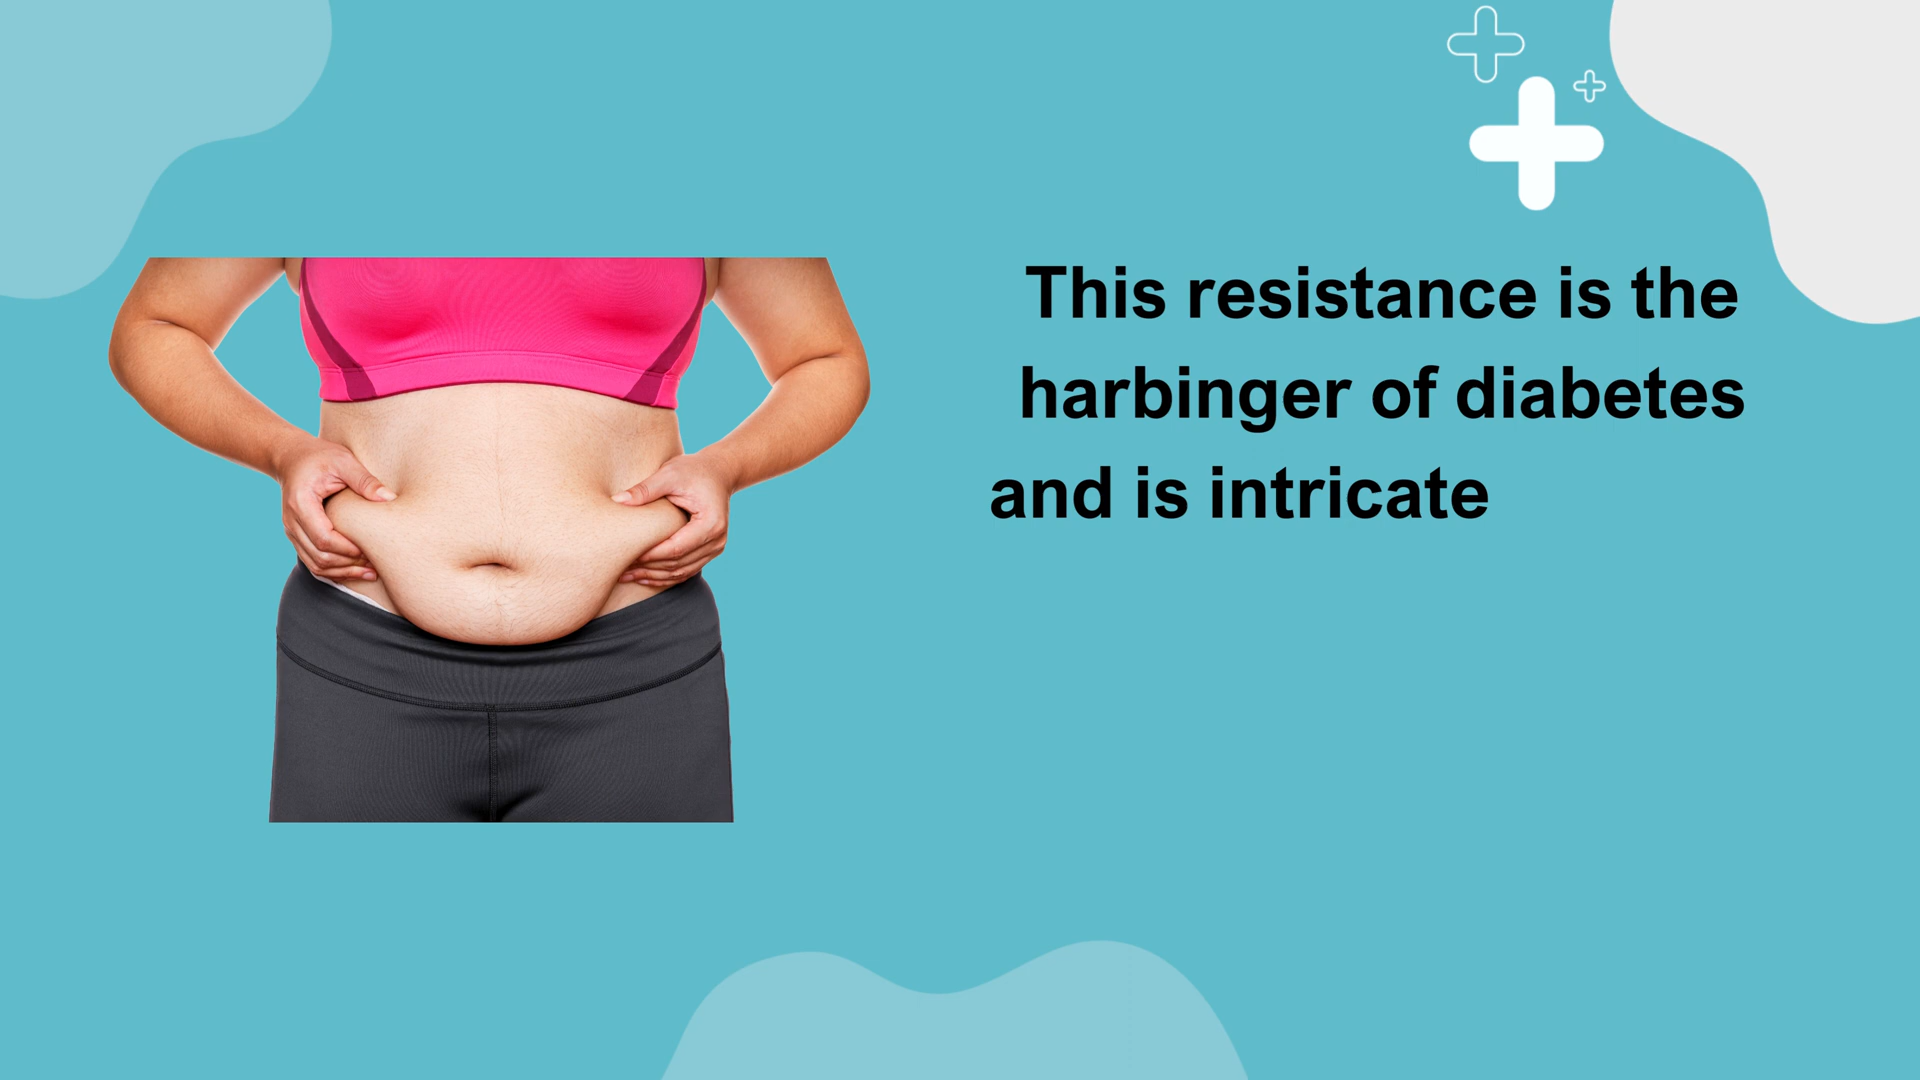 This resistance is the
harbinger of diabetes
and is intricate